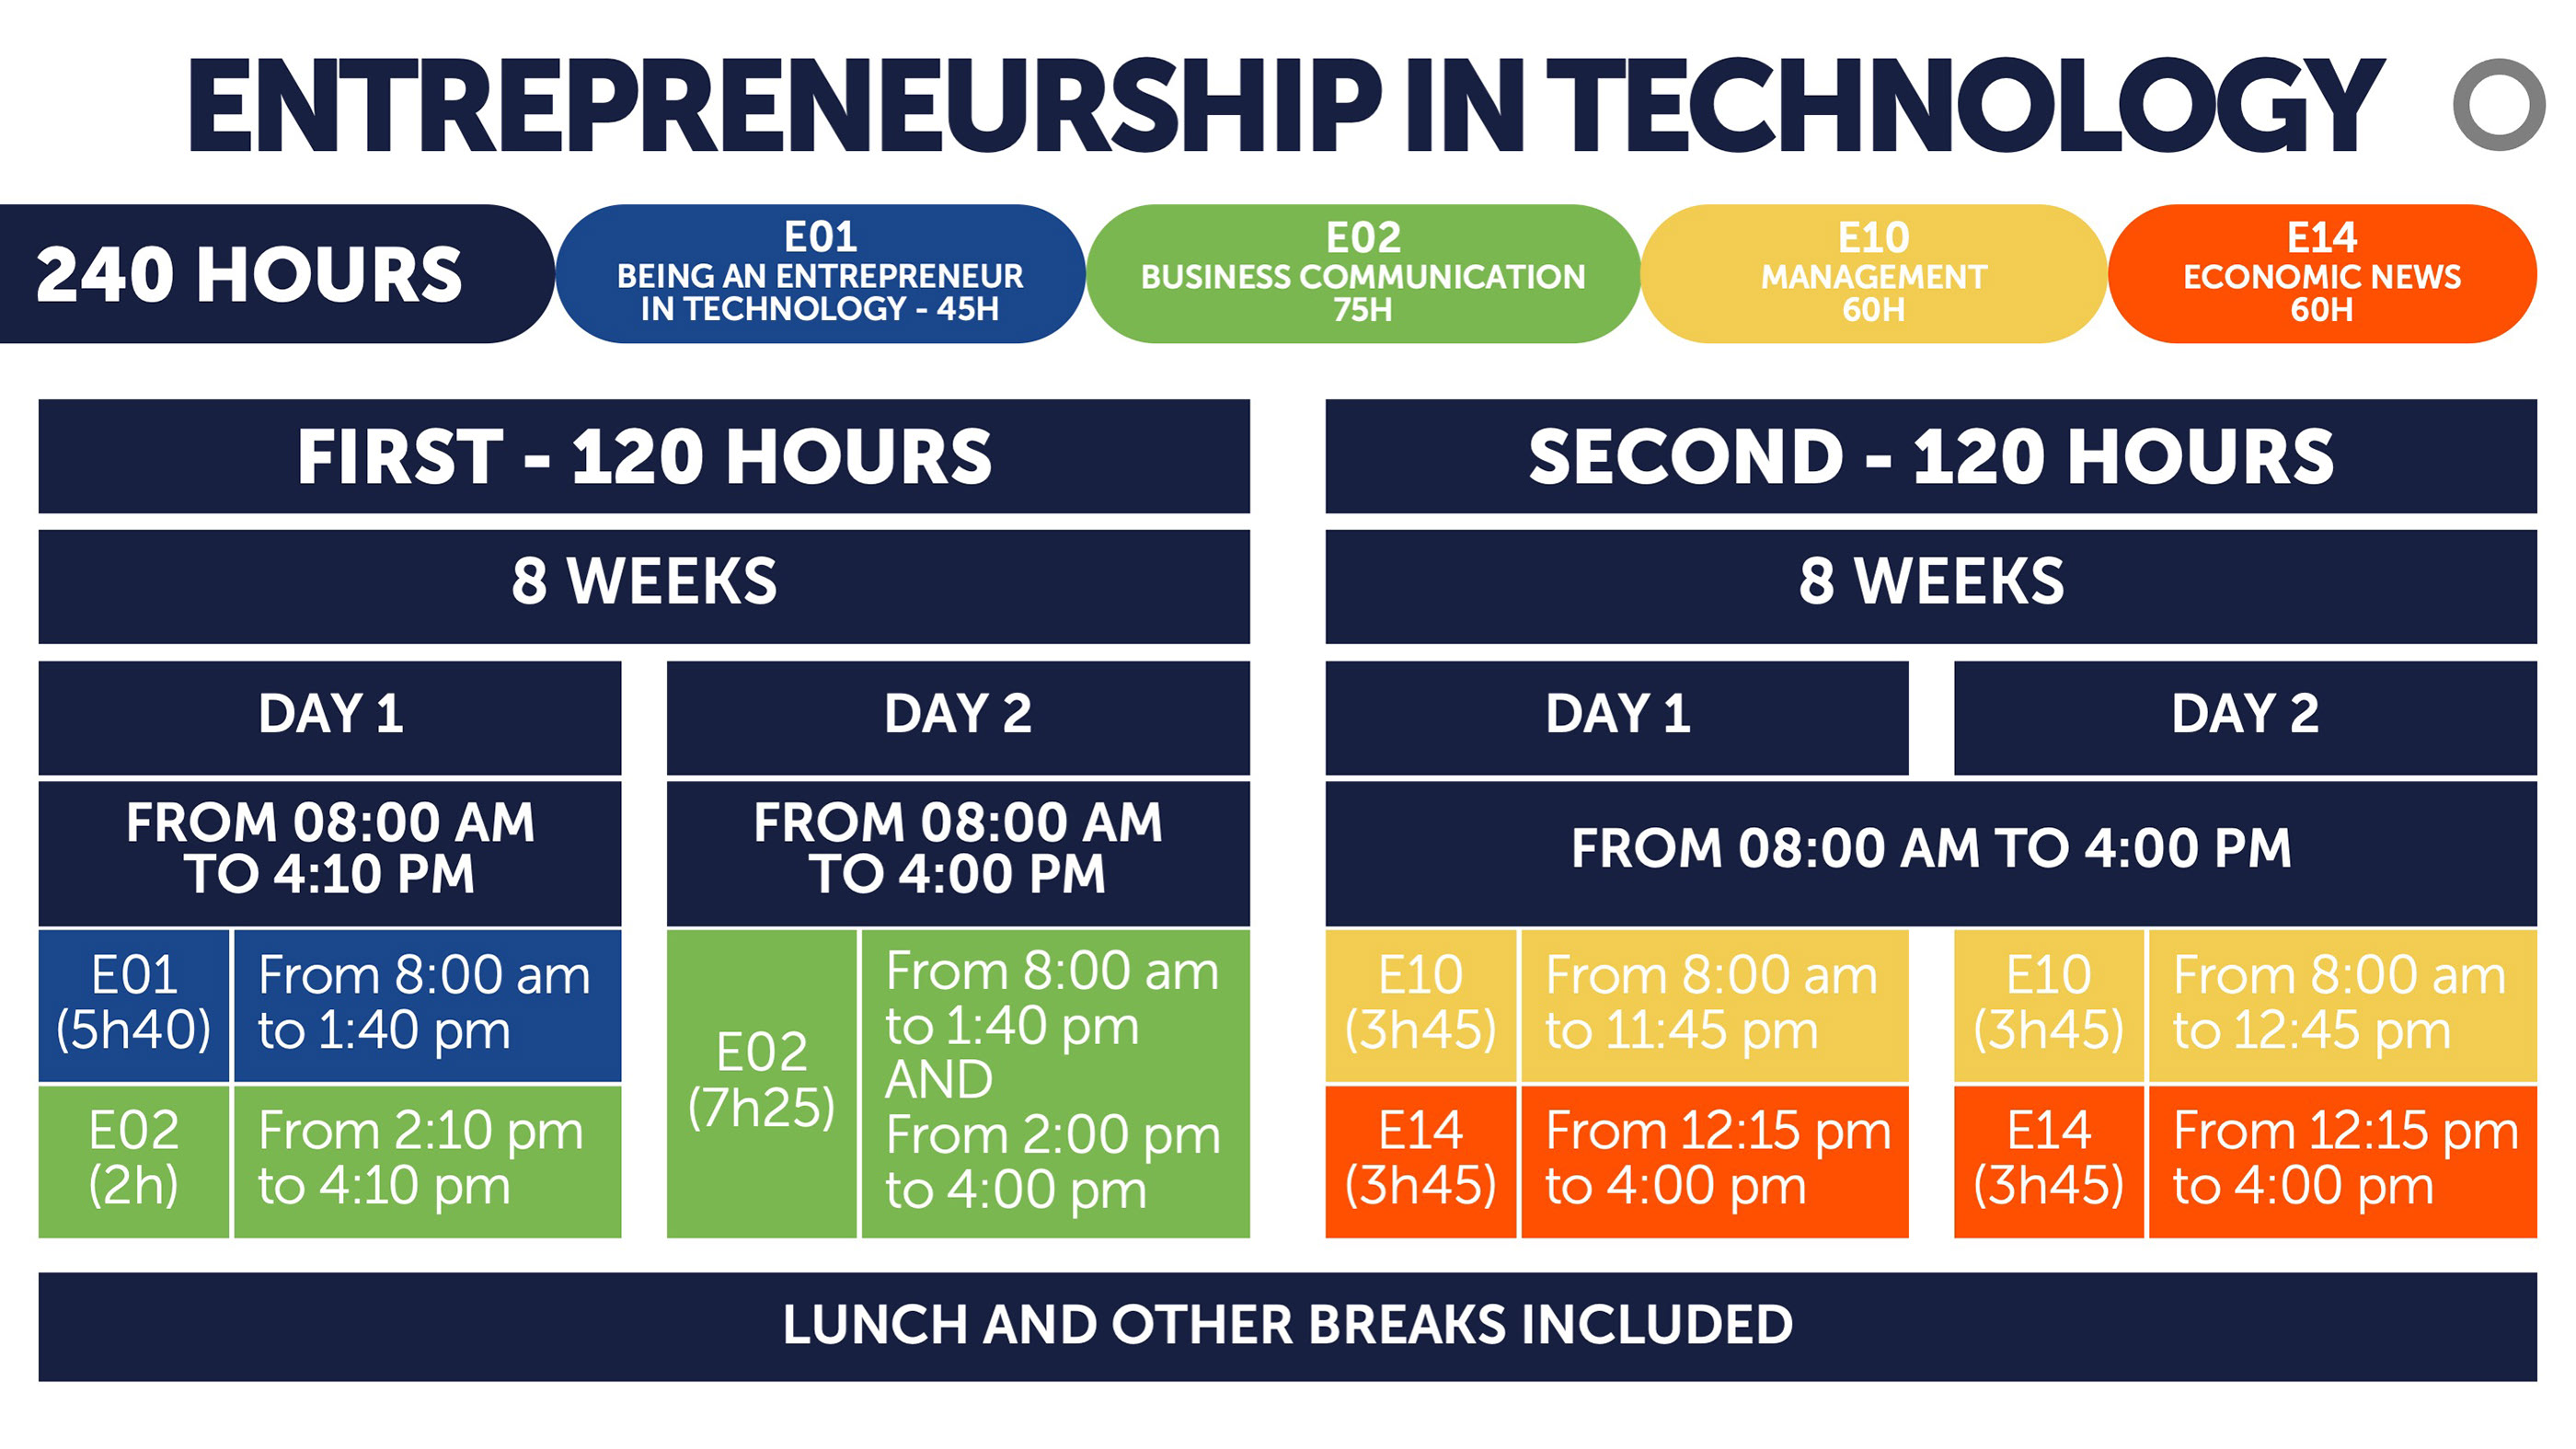 ENTREPRENEURSHIP IN TECHNOLOGY
240 HOURS
E01
BEING AN ENTREPRENEUR
IN TECHNOLOGY - 45H
E02
BUSINESS COMMUNICATION
75H
E10
MANAGEMENT
60H
E14
ECONOMIC NEWS
60H
FIRST - 120 HOURS
8 WEEKS
DAY 1
FROM 08:00 AM
TO 4:10 PM
E01
(5h40)
From 8:00 am
to 1:40 pm
E02
(2h)
From 2:10 pm
to 4:10 pm
DAY 2
FROM 08:00 AM
TO 4:00 PM
E02
(7h25)
From 8:00 am
to 1:40 pm
AND
From 2:00 pm
to 4:00 pm
SECOND - 120 HOURS
8 WEEKS
DAY 1
DAY 2
FROM 08:00 AM TO 4:00 PM
E10
(3h45)
From 8:00 am
to 11:45 pm
E14
(3h45)
From 12:15 pm
to 4:00 pm
E10
(3h45)
From 8:00 am
to 12:45 pm
E14
(3h45)
From 12:15 pm
to 4:00 pm
LUNCH AND OTHER BREAKS INCLUDED